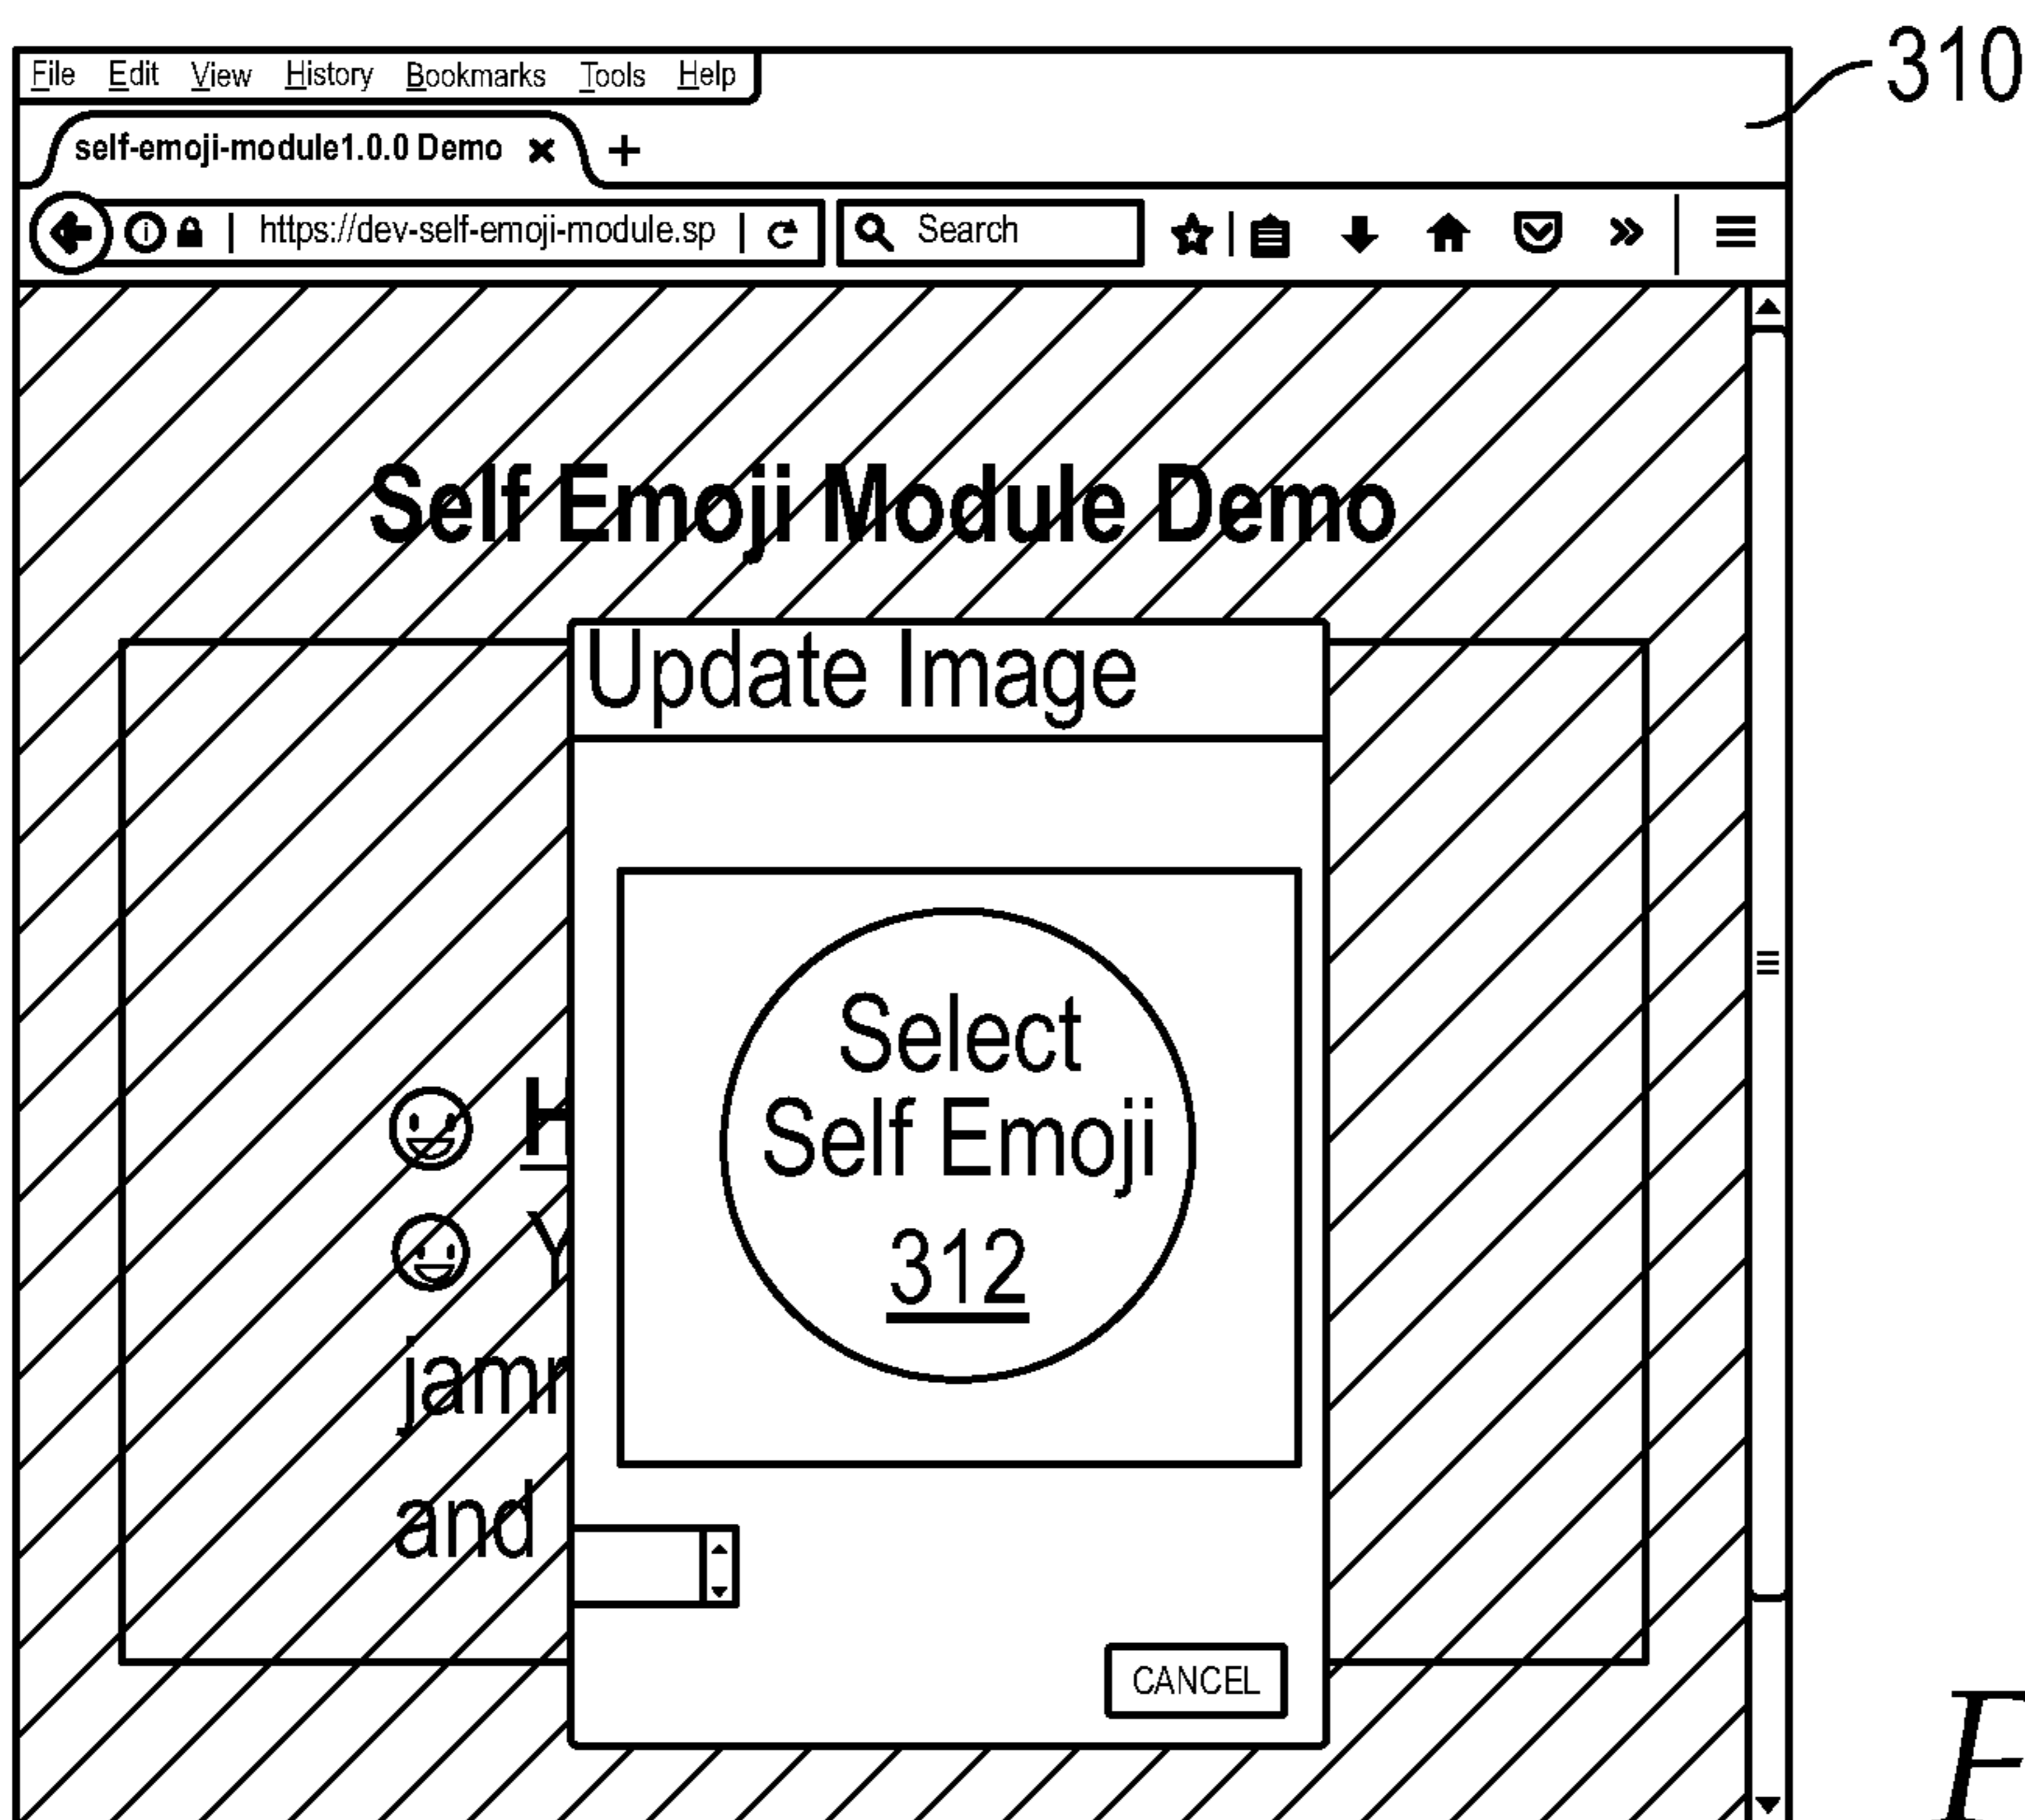 310
File Edit View History Bookmarks Tools Help
self-emoji-module1.0.0 Demo
https://dev-self-emoji-module.sp
Search
Self Emoji Module Demo
Update Image
Select
Self Emoji
312
H
Y
jamr
and
CANCEL
F